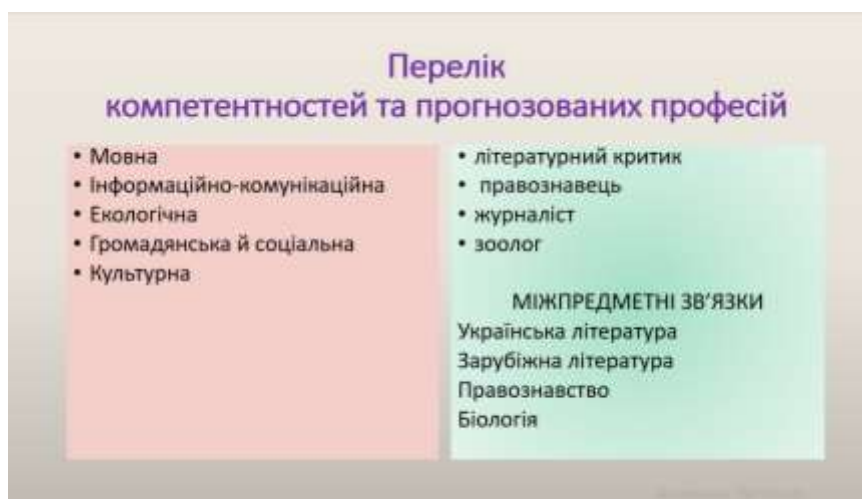 Перелік
компетентностей та прогнозованих професій
• Мовна
• Інформаційно-комунікаційна
• Екологічна
• Громадянська й соціальна
• Культурна
• літературний критик
• правознавець
• журналіст
• зоолог
МІЖПРЕДМЕТНІ ЗВ’ЯЗКИ
Українська література
Зарубіжна література
Правознавство
Біологія